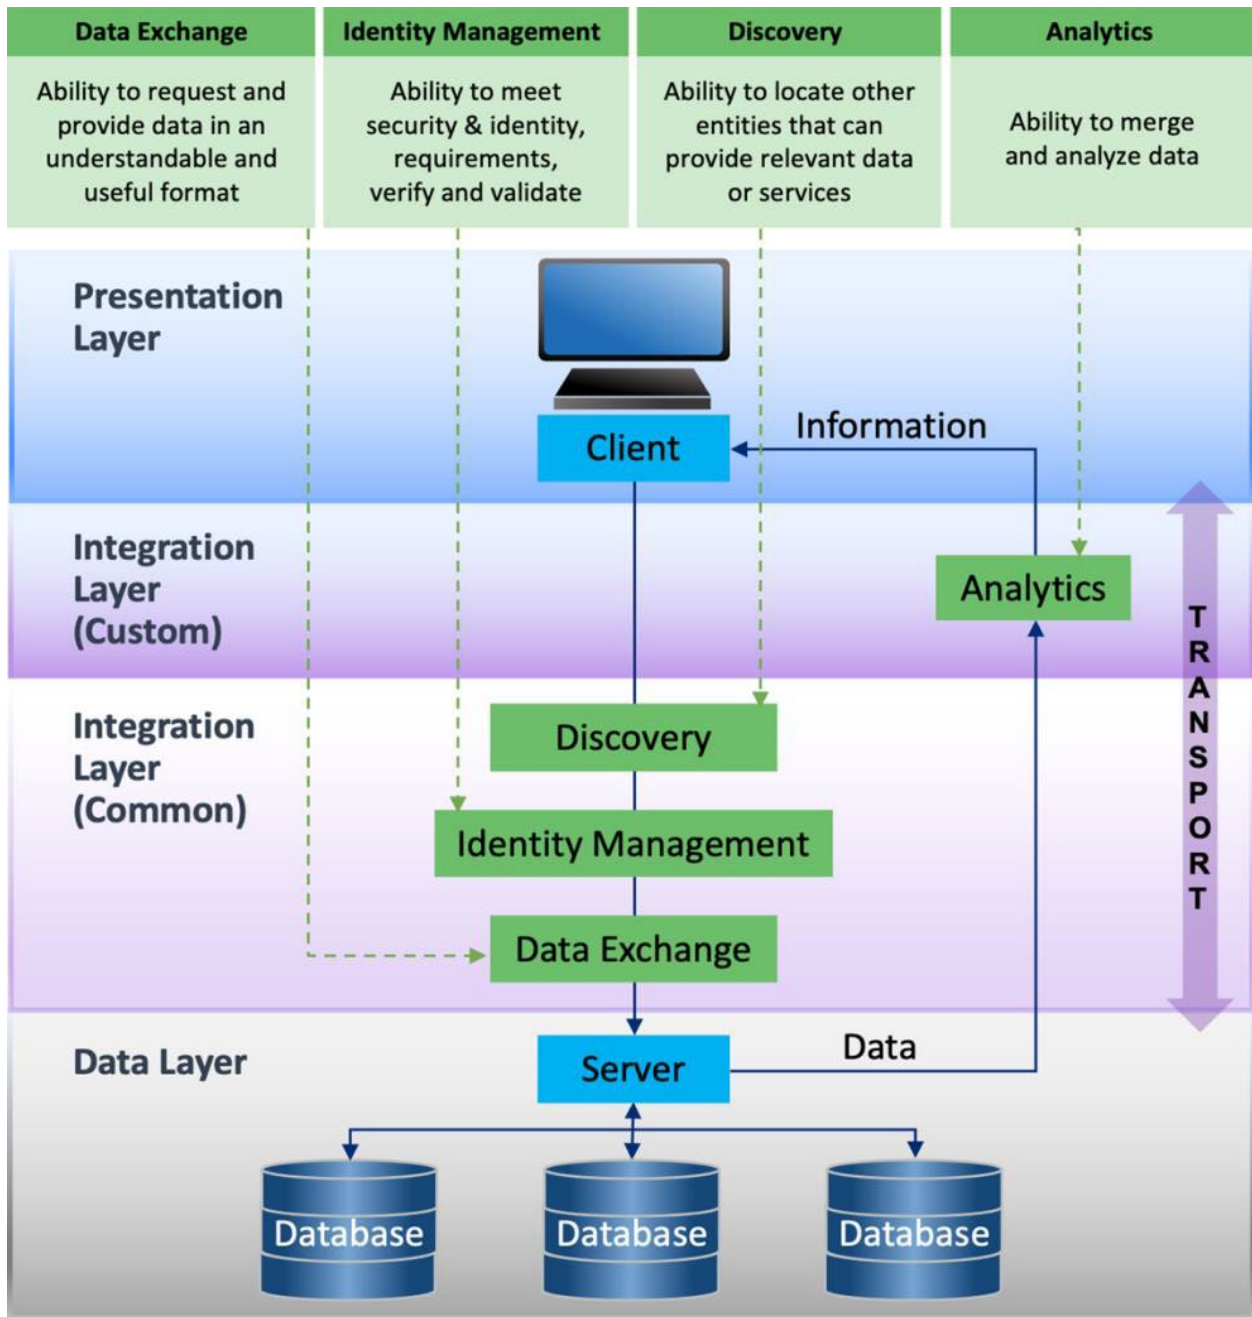 Data Exchange
Ability to request and
provide data in an
understandable and
useful format
Identity Management
Ability to meet
security & identity,
requirements,
verify and validate
Discovery
Ability to locate other
entities that can
provide relevant data
or services
Analytics
Ability to merge
and analyze data
Presentation
Layer
Client
Information
Integration
Layer
(Custom)
Analytics
TRANSPORT
Integration
Layer
(Common)
Discovery
Identity Management
Data Exchange
Data Layer
Server
Data
Database
Database
Database